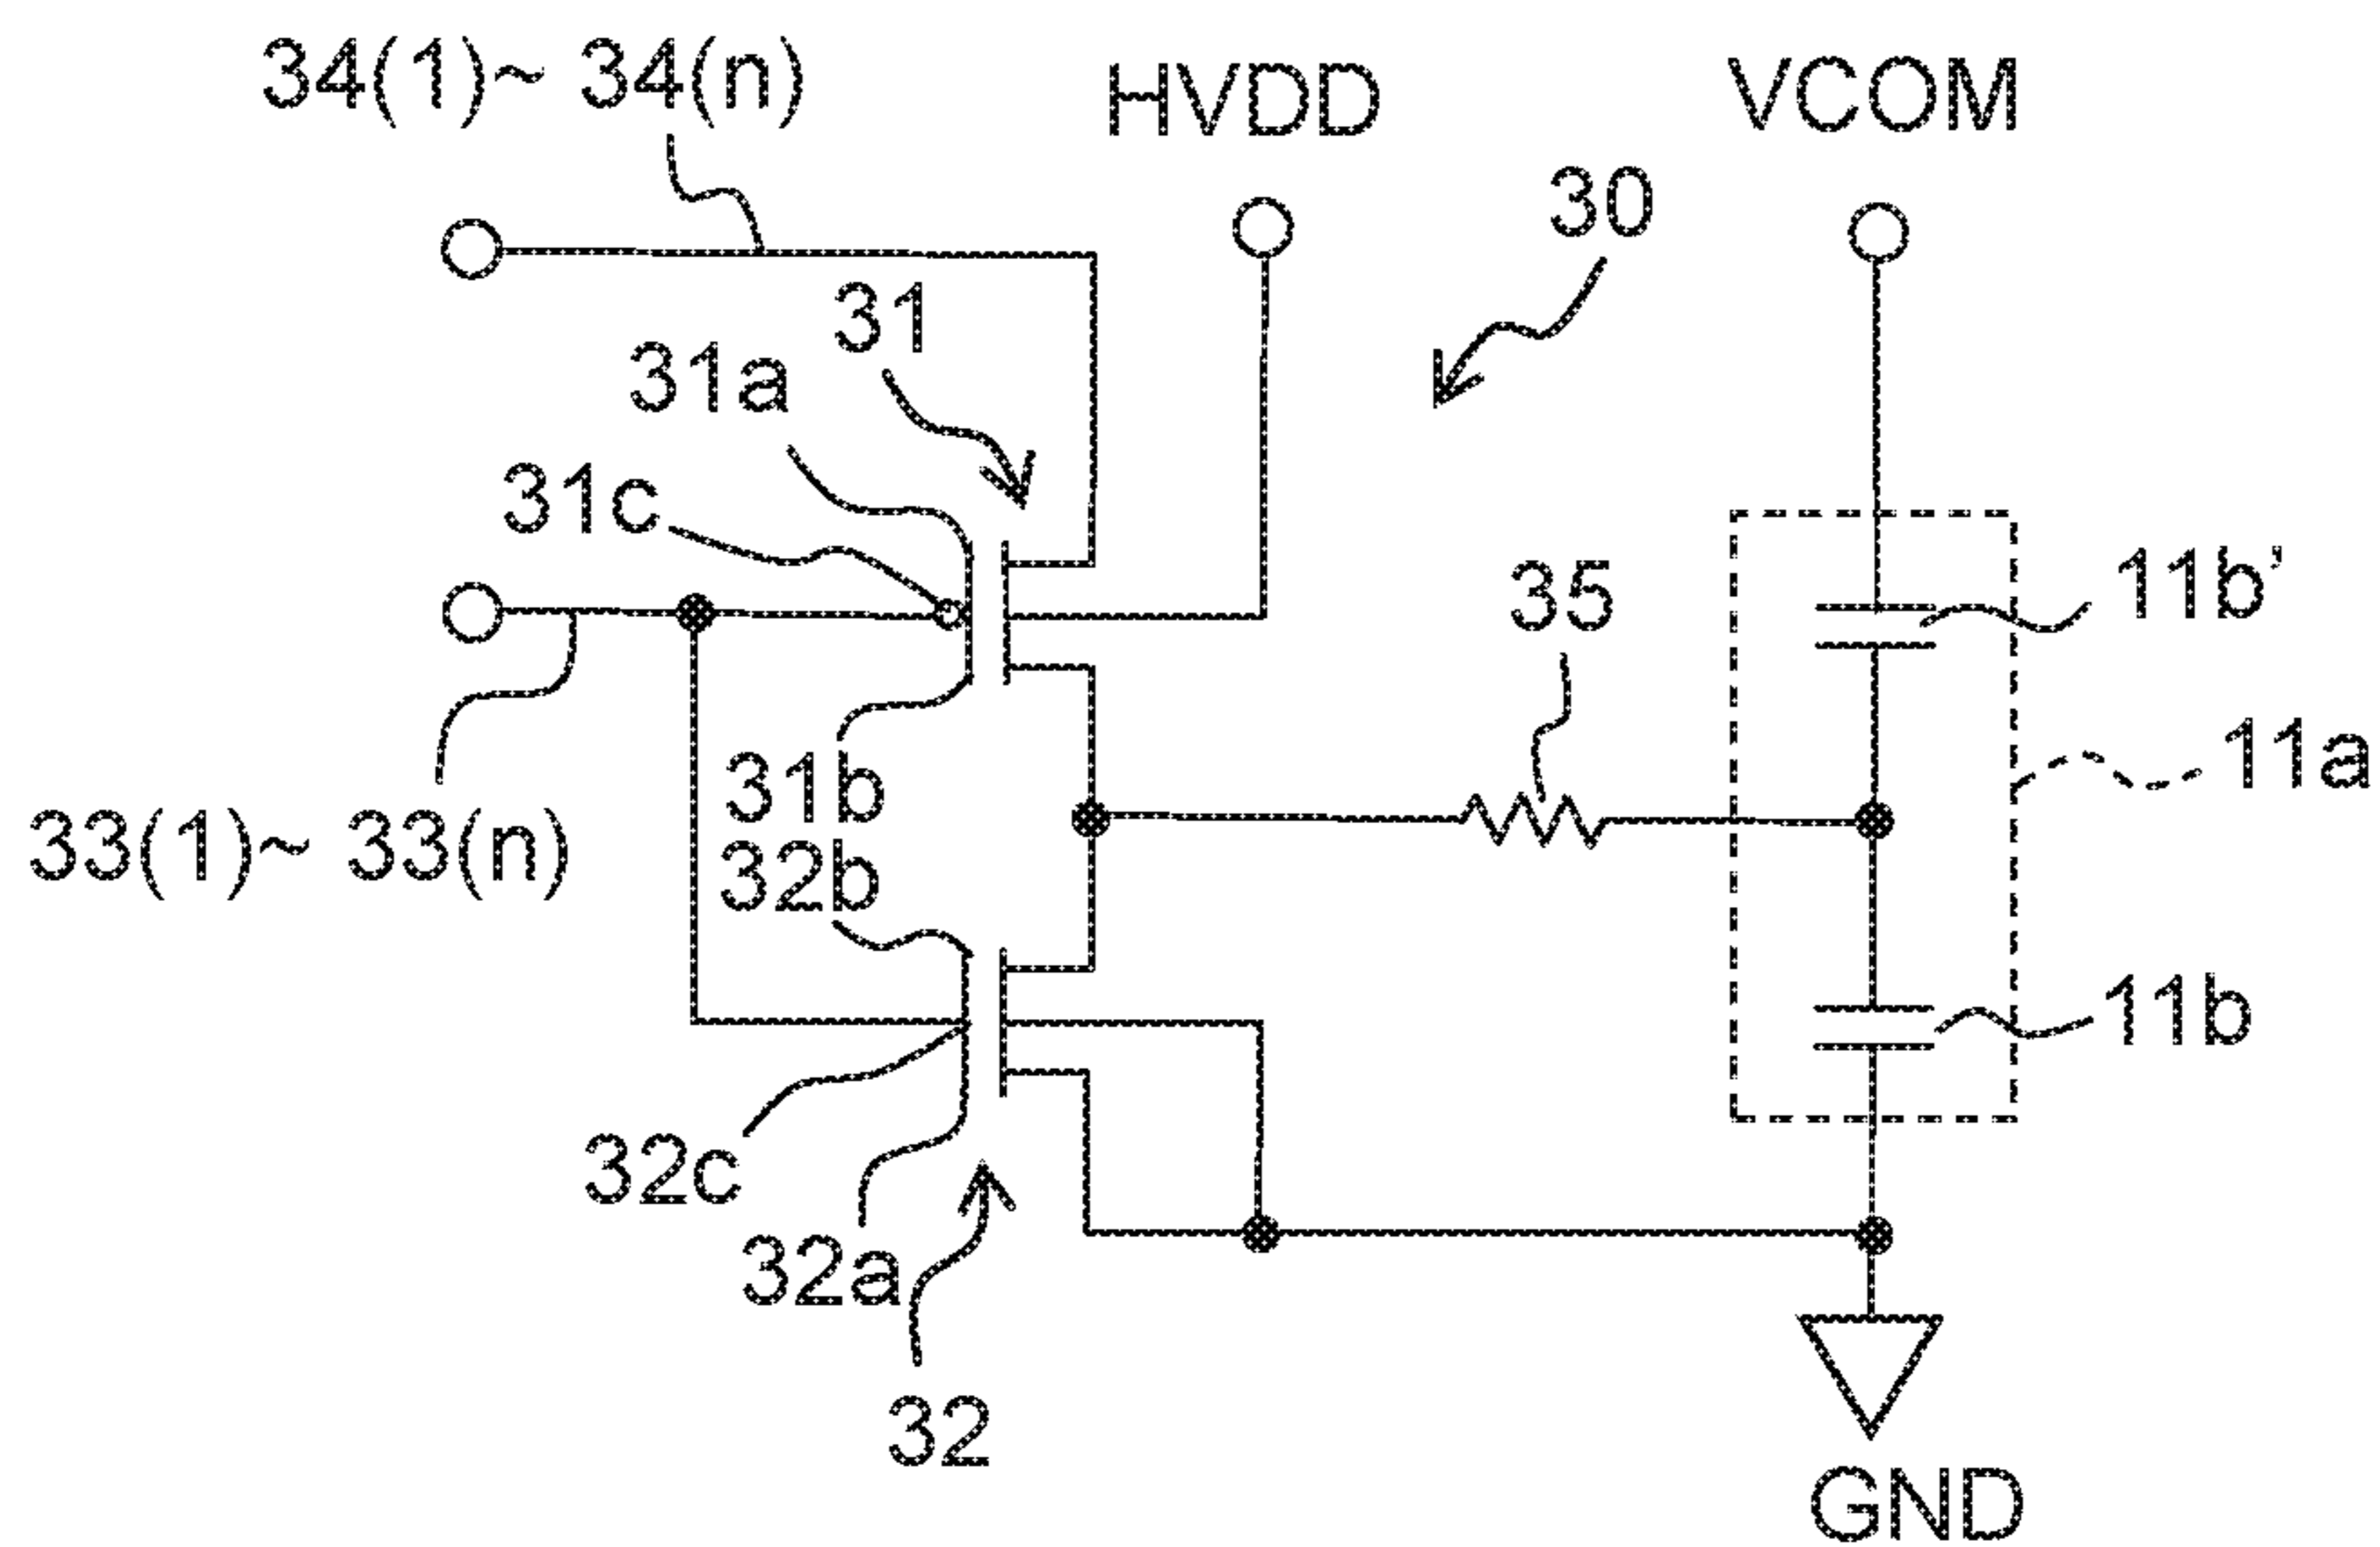 34(1)~ 34(n)
HVDD
VCOM
30
31
31a
31c
35
11b’
11a
31b
33(1)~ 33(n)
32b
11b
32c
32a
32
GND